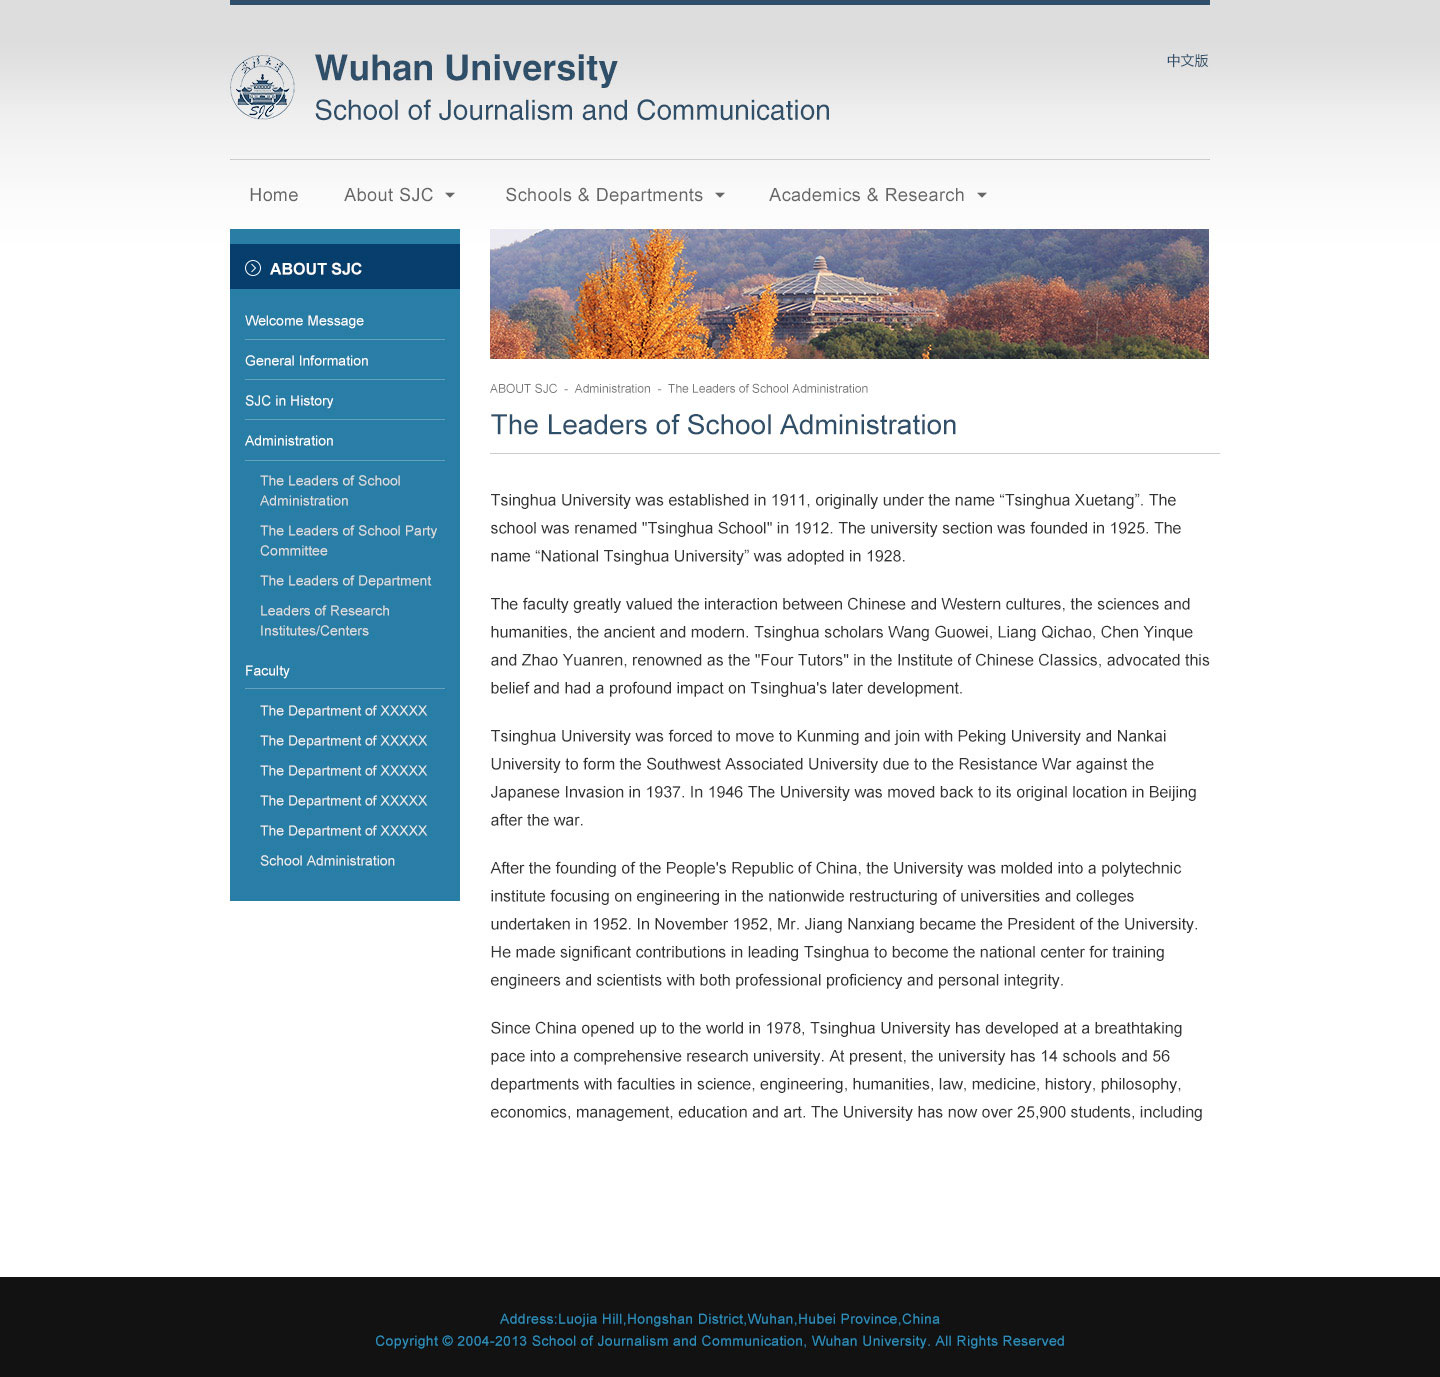 Wuhan University
School of Journalism and Communication
中文版
武漢大學
SJC
Home About SJC Schools & Departments Academics & Research
ABOUT SJC
Welcome Message
General Information
SJC in History
Administration
The Leaders of School
Administration
The Leaders of School Party
Committee
The Leaders of Department
Leaders of Research
Institutes/Centers
Faculty
The Department of XXXXX
The Department of XXXXX
The Department of XXXXX
The Department of XXXXX
The Department of XXXXX
School Administration
ABOUT SJC - Administration - The Leaders of School Administration
The Leaders of School Administration
Tsinghua University was established in 1911, originally under the name “Tsinghua Xuetang”. The
school was renamed "Tsinghua School" in 1912. The university section was founded in 1925. The
name “National Tsinghua University” was adopted in 1928.
The faculty greatly valued the interaction between Chinese and Western cultures, the sciences and
humanities, the ancient and modern. Tsinghua scholars Wang Guowei, Liang Qichao, Chen Yinque
and Zhao Yuanren, renowned as the "Four Tutors" in the Institute of Chinese Classics, advocated this
belief and had a profound impact on Tsinghua's later development.
Tsinghua University was forced to move to Kunming and join with Peking University and Nankai
University to form the Southwest Associated University due to the Resistance War against the
Japanese Invasion in 1937. In 1946 The University was moved back to its original location in Beijing
after the war.
After the founding of the People's Republic of China, the University was molded into a polytechnic
institute focusing on engineering in the nationwide restructuring of universities and colleges
undertaken in 1952. In November 1952, Mr. Jiang Nanxiang became the President of the University.
He made significant contributions in leading Tsinghua to become the national center for training
engineers and scientists with both professional proficiency and personal integrity.
Since China opened up to the world in 1978, Tsinghua University has developed at a breathtaking
pace into a comprehensive research university. At present, the university has 14 schools and 56
departments with faculties in science, engineering, humanities, law, medicine, history, philosophy,
economics, management, education and art. The University has now over 25,900 students, including
Address:Luojia Hill,Hongshan District,Wuhan,Hubei Province,China
Copyright © 2004-2013 School of Journalism and Communication, Wuhan University. All Rights Reserved